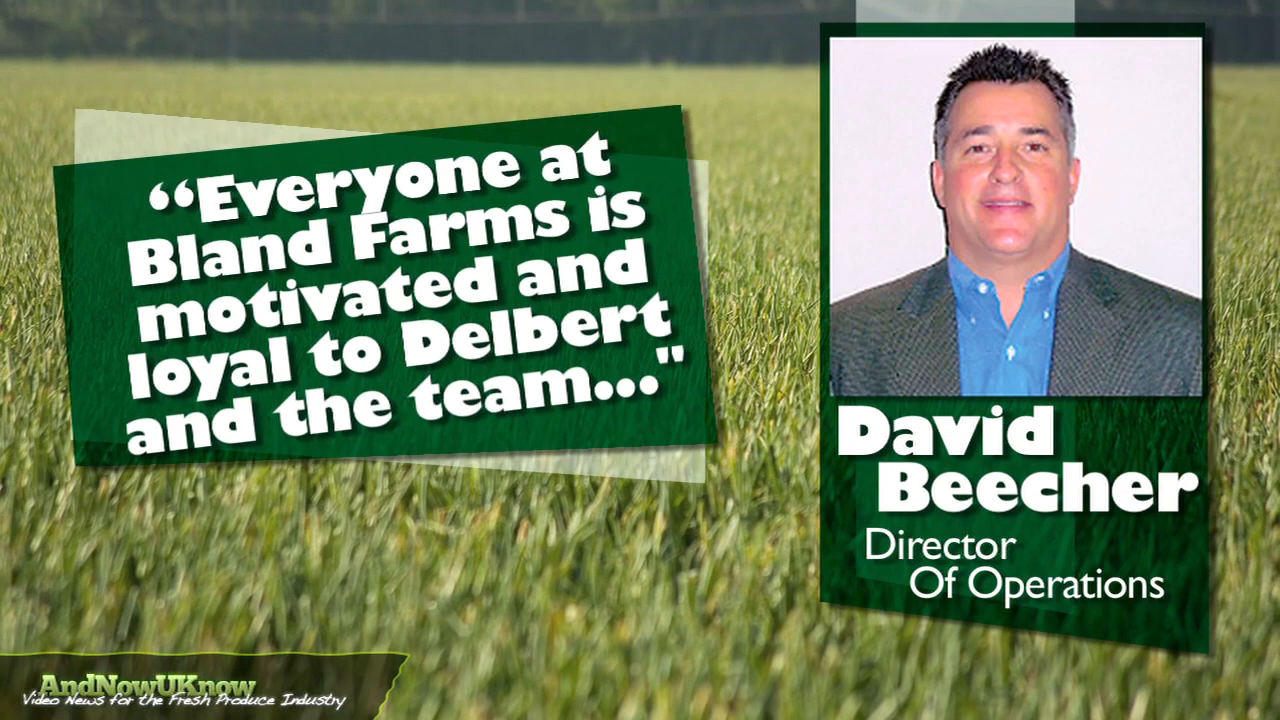 “Everyone at
Bland Farms is
motivated and
loyal to Delbert
and the team..."
David
Beecher
Director
Of Operations
AndNowUKnow
Video News for the Fresh Produce Industry